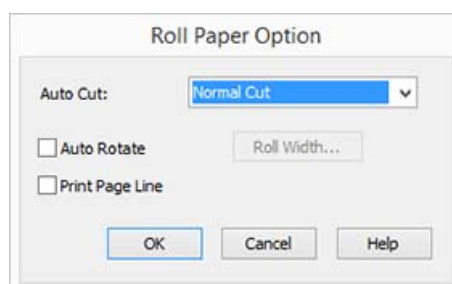 Roll Paper Option
Auto Cut: Normal Cut
Auto Rotate Roll Width...
Print Page Line
OK Cancel Help